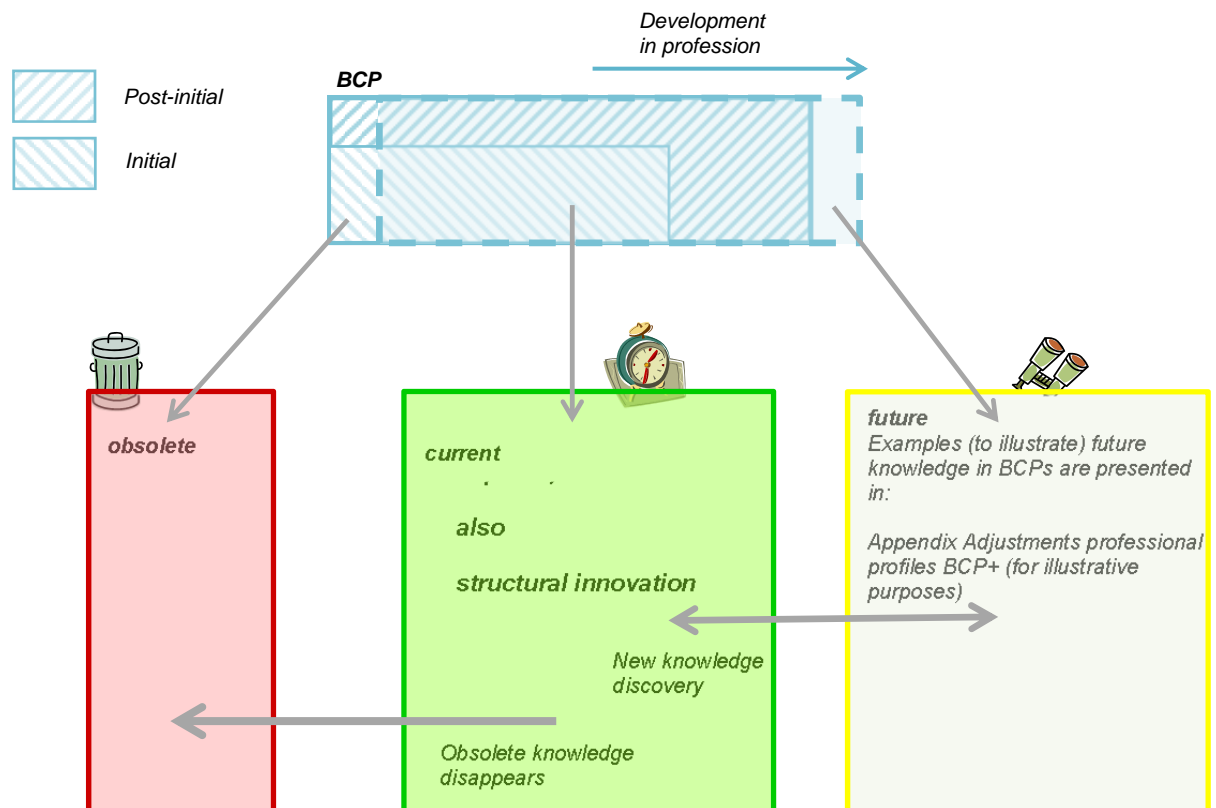 Development
in profession
BCP
Post-initial
Initial
obsolete
current
also
structural innovation
New knowledge
discovery
Obsolete knowledge
disappears
future
Examples (to illustrate) future
knowledge in BCPs are presented
in:
Appendix Adjustments professional
profiles BCP+ (for illustrative
purposes)